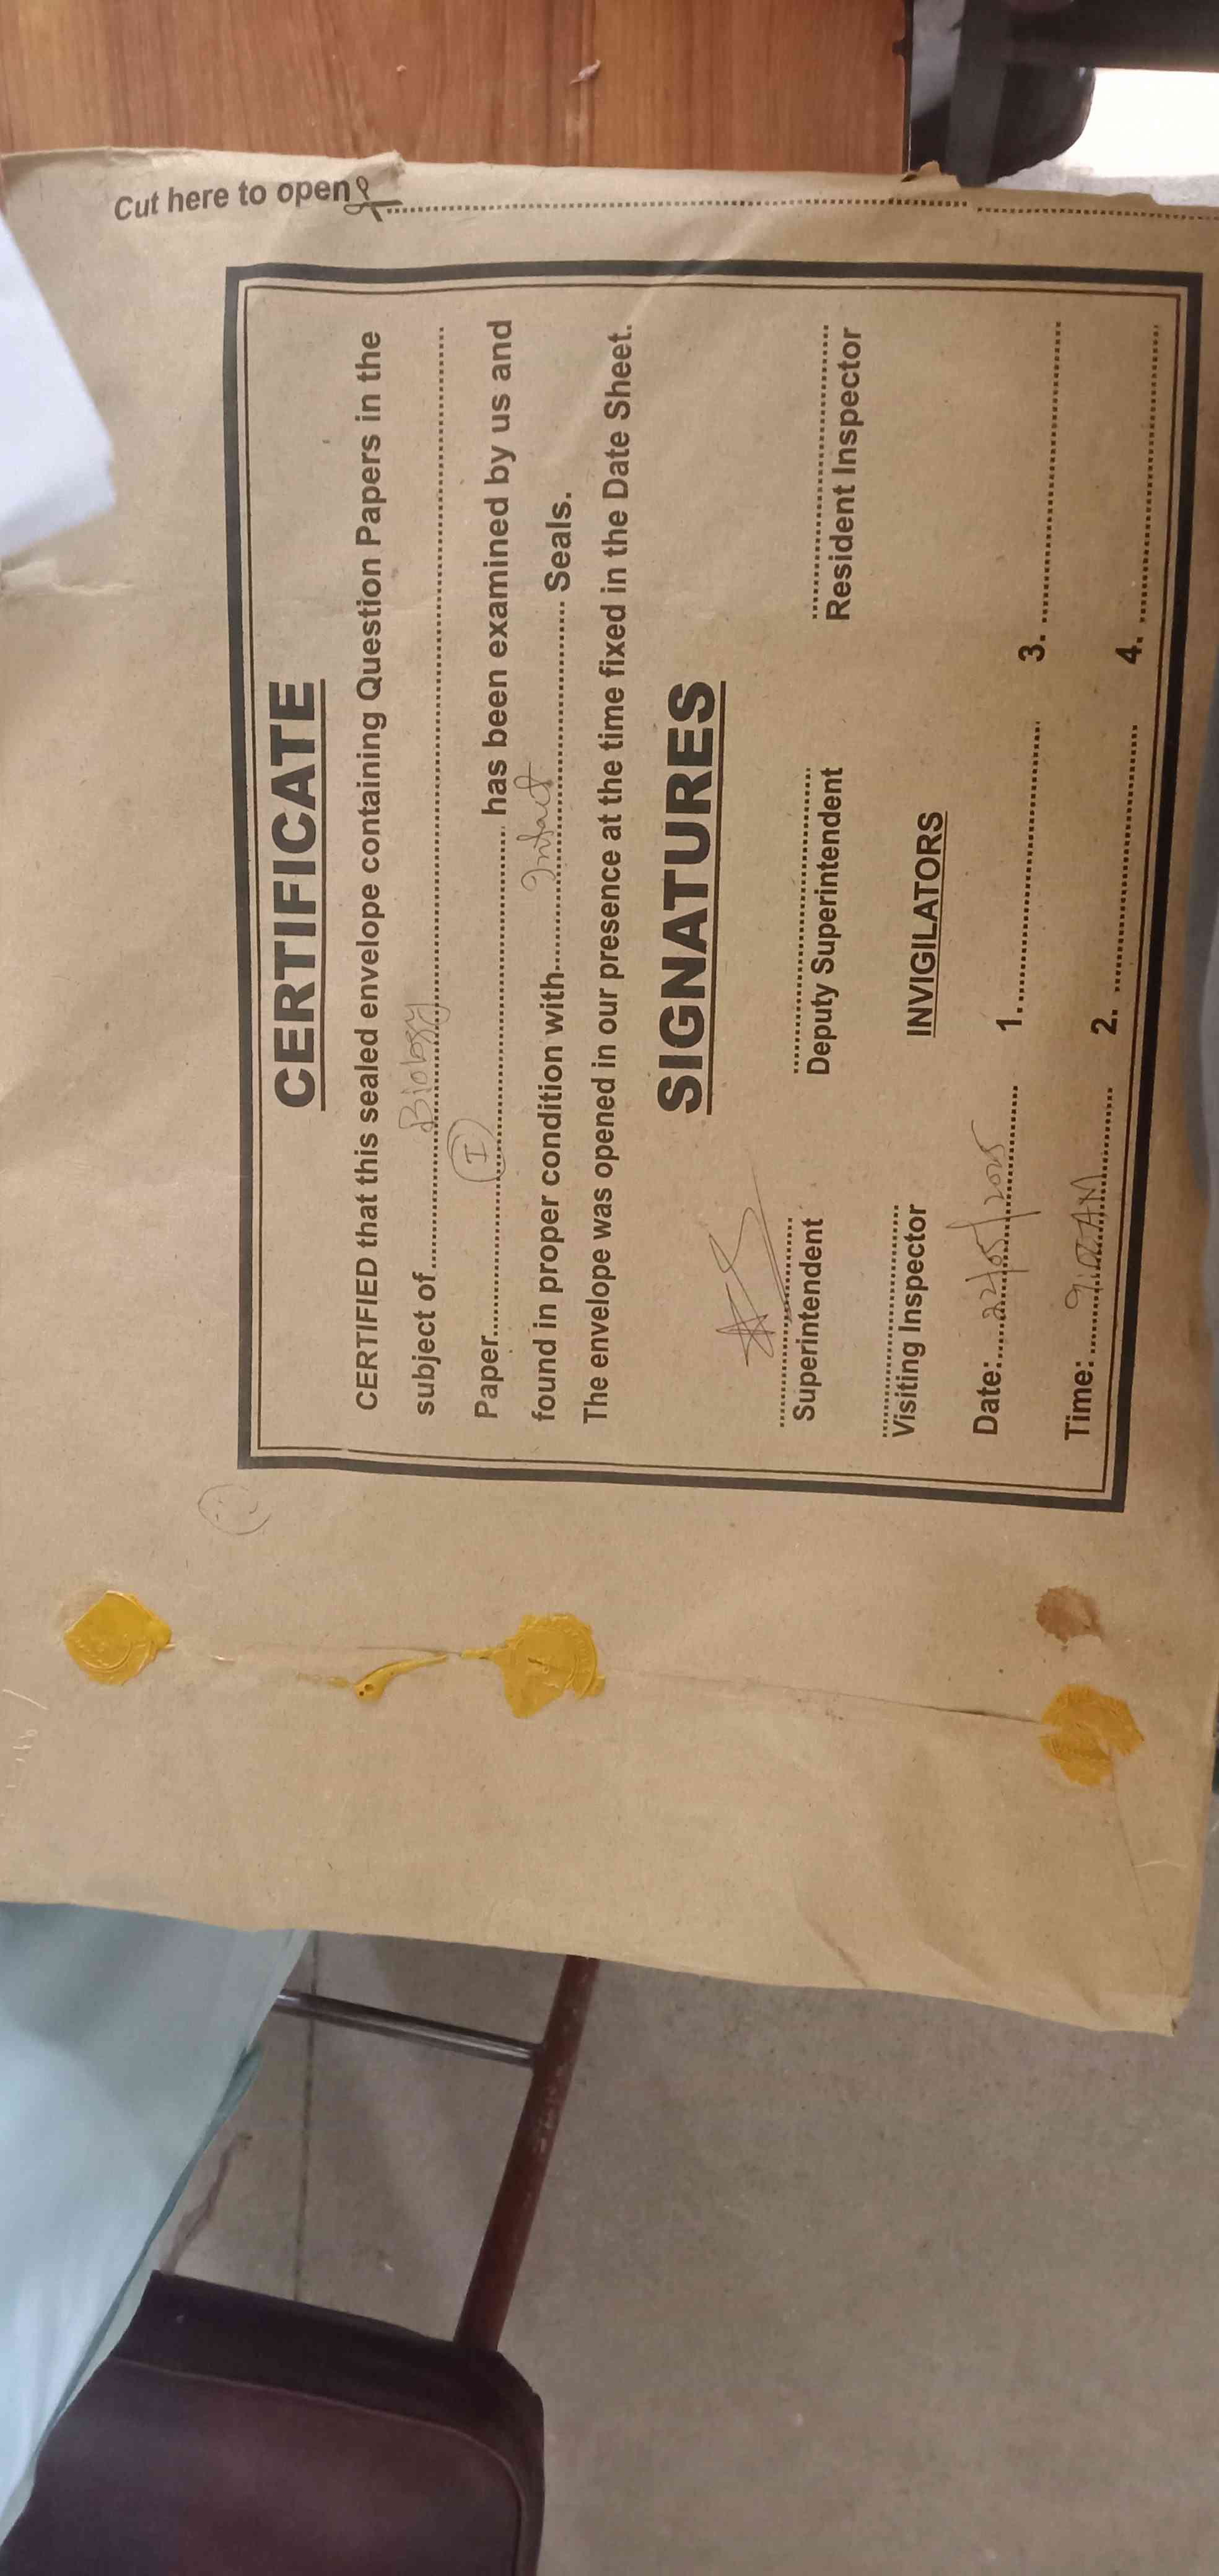 Cut here to open
CERTIFICATE
CERTIFIED that this sealed envelope containing Question Papers in the
subject of Biology
Paper (I) has been examined by us and
found in proper condition with Intact Seals.
The envelope was opened in our presence at the time fixed in the Date Sheet.
SIGNATURES
Superintendent Deputy Superintendent Resident Inspector
Visiting Inspector INVIGILATORS
Date: 22/05/2025 1. 3.
Time: 9:00 AM 2. 4.